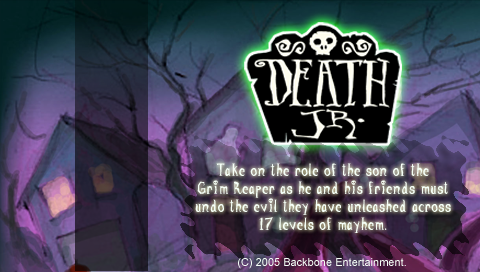 DEATH
JR.
Take on the role of the son of the
Grim Reaper as he and his friends must
undo the evil they have unleashed across
17 levels of mayhem.
(C) 2005 Backbone Entertainment.